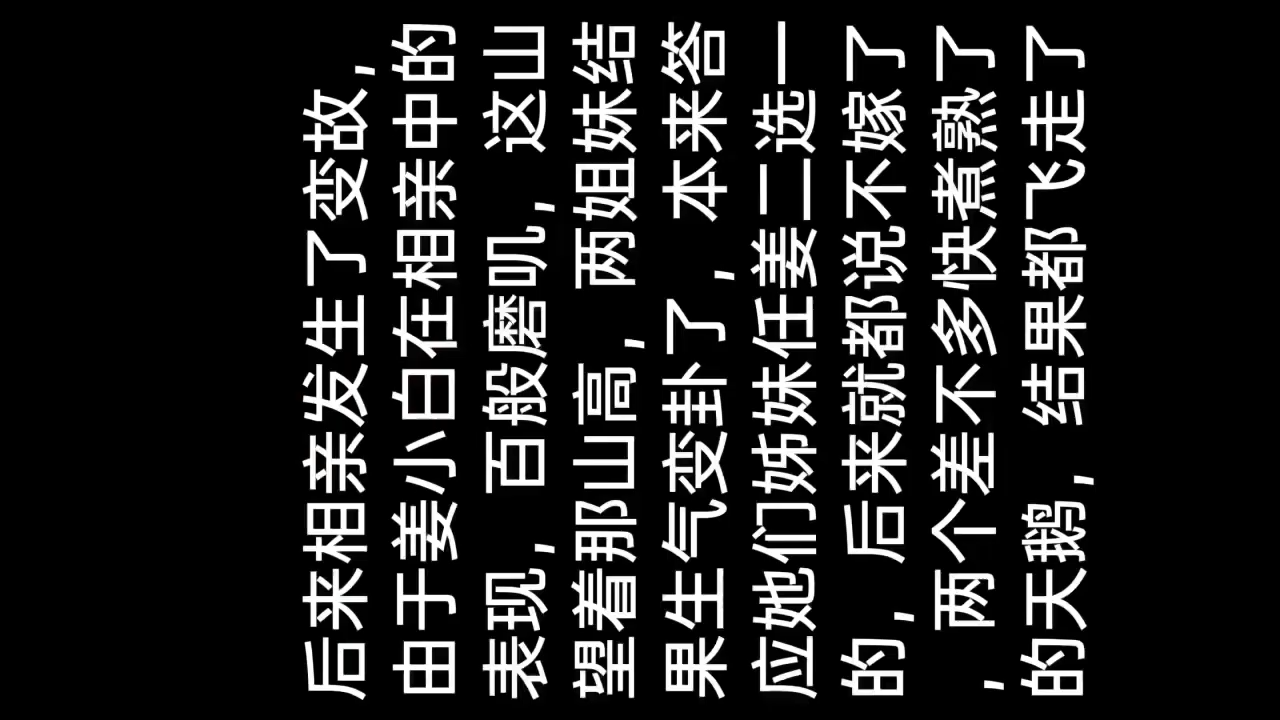 后来相亲发生了变故，
由于姜小白在相亲中的
表现，百般磨叽，这山
望着那山高，两姐妹结
果生气变卦了，本来答
应她们姊妹任姜二选一
的，后来就都说不嫁了
，两个差不多快煮熟了
的天鹅，结果都飞走了